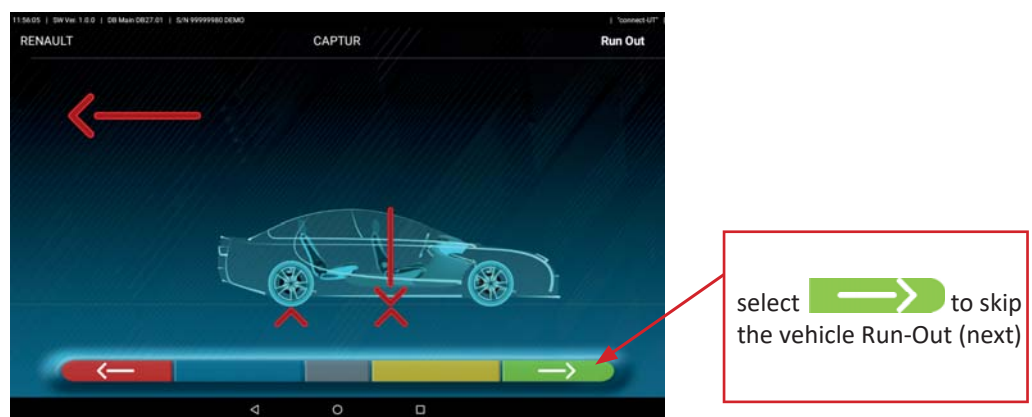 11:56:05 | SW Ver. 1.0.0 | DB Main DB27.01 | S/N 99999980 DEMO | "connect-UT" |
RENAULT CAPTUR Run Out
select to skip
the vehicle Run-Out (next)